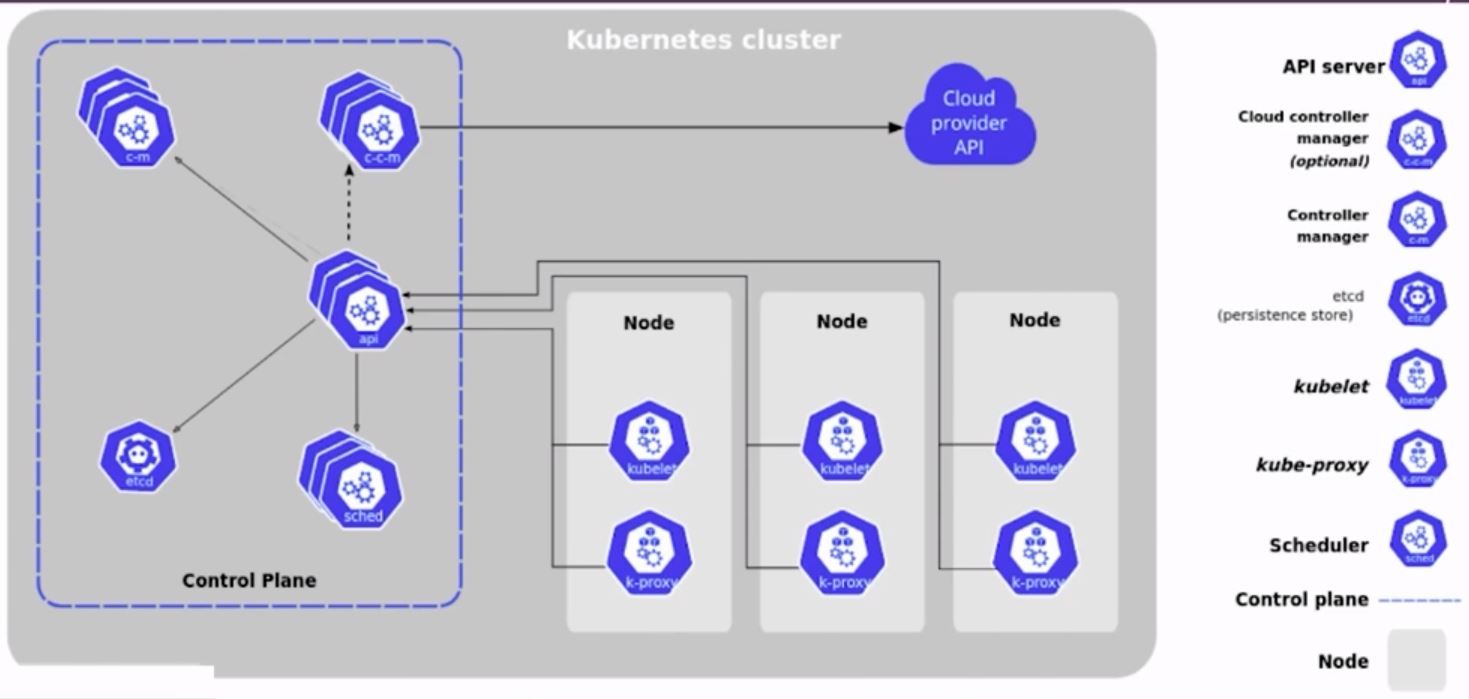 Kubernetes cluster
c-m
c-c-m
Cloud
provider
API
api
etcd
sched
Control Plane
Node
kubelet
k-proxy
Node
kubelet
k-proxy
Node
kubelet
k-proxy
API server
api
Cloud controller
manager
(optional)
c-c-m
Controller
manager
c-m
etcd
(persistence store)
etcd
kubelet
kubelet
kube-proxy
k-proxy
Scheduler
sched
Control plane
Node